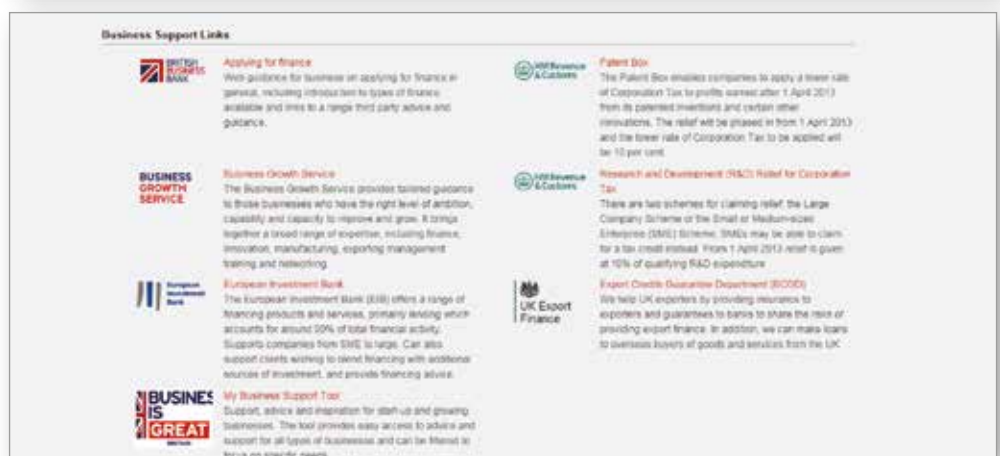 Business Support Links
BRITISH
BUSINESS
BANK
Applying for finance
Web guidance for business on applying for finance in
general, including introduction to types of finance
available and links to a range third party advice and
guidance.
BUSINESS
GROWTH
SERVICE
Business Growth Service
The Business Growth Service provides tailored guidance
to those businesses who have the right level of ambition,
capability and capacity to improve and grow. It brings
together a broad range of expertise, including finance,
innovation, manufacturing, exporting management
training and networking.
European
Investment
Bank
European Investment Bank
The European Investment Bank (EIB) offers a range of
financing products and services, primarily lending which
accounts for around 90% of total financial activity.
Supports companies from SME to large. Can also
support clients wishing to blend financing with additional
sources of investment, and provide financing advice.
BUSINES
IS
GREAT
BRITAIN
My Business Support Tool
Support, advice and inspiration for start-up and growing
businesses. The tool provides easy access to advice and
support for all types of businesses and can be filtered to
focus on specific needs
HM Revenue
& Customs
Patent Box
The Patent Box enables companies to apply a lower rate
of Corporation Tax to profits earned after 1 April 2013
from its patented inventions and certain other
innovations. The relief will be phased in from 1 April 2013
and the lower rate of Corporation Tax to be applied will
be 10 per cent.
HM Revenue
& Customs
Research and Development (R&D) Relief for Corporation
Tax
There are two schemes for claiming relief: the Large
Company Scheme or the Small or Medium-sized
Enterprise (SME) Scheme. SMEs may be able to claim
for a tax credit instead. From 1 April 2013 relief is given
at 10% of qualifying R&D expenditure
UK Export
Finance
Export Credits Guarantee Department (ECGD)
We help UK exporters by providing insurance to
exporters and guarantees to banks to share the risks of
providing export finance. In addition, we can make loans
to overseas buyers of goods and services from the UK